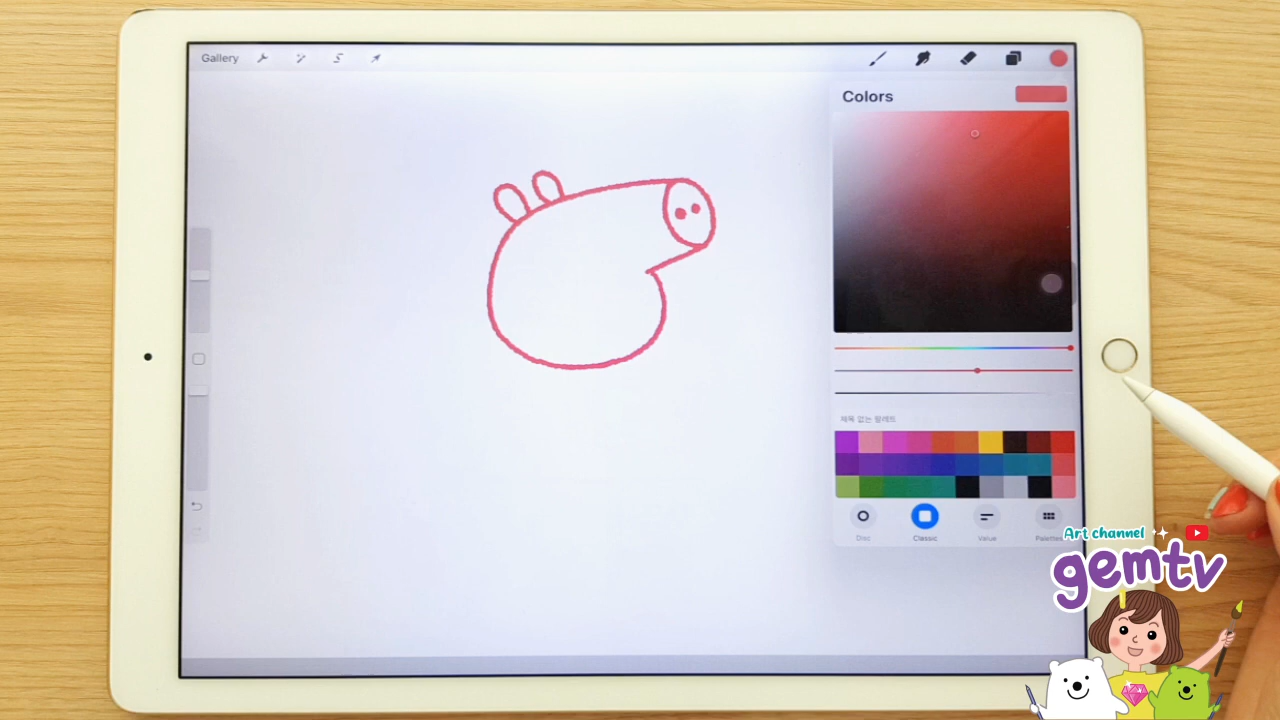 Gallery
Colors
제목 없는 팔레트
Disc
Classic
Value
Palettes
Art channel
gemtv